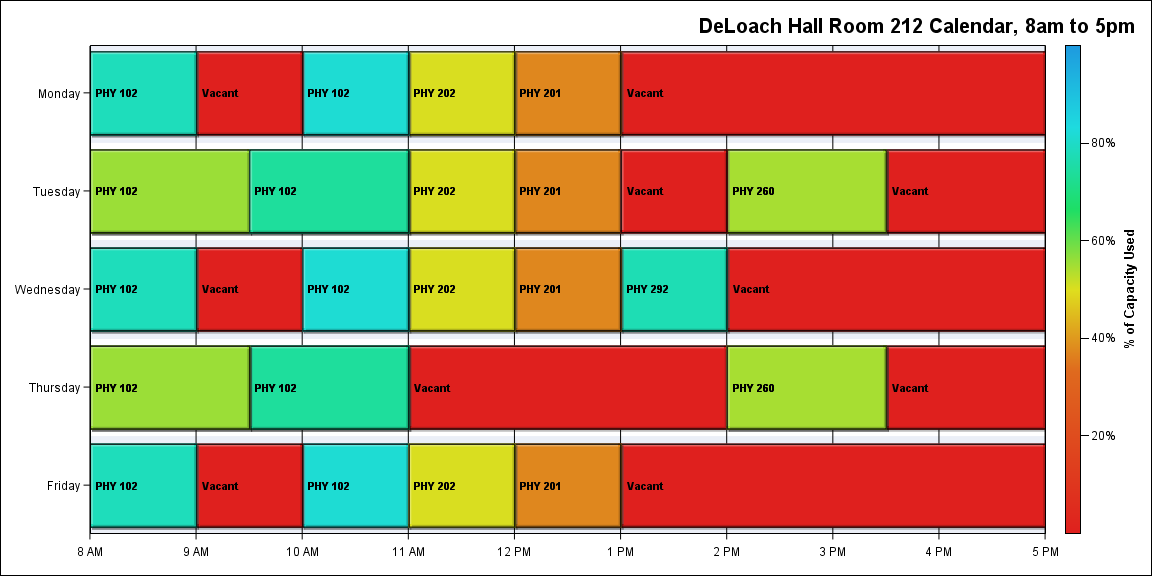 DeLoach Hall Room 212 Calendar, 8am to 5pm
Monday PHY 102 Vacant PHY 102 PHY 202 PHY 201 Vacant
Tuesday PHY 102 PHY 102 PHY 202 PHY 201 Vacant PHY 260 Vacant
Wednesday PHY 102 Vacant PHY 102 PHY 202 PHY 201 PHY 292 Vacant
Thursday PHY 102 PHY 102 Vacant PHY 260 Vacant
Friday PHY 102 Vacant PHY 102 PHY 202 PHY 201 Vacant
8 AM 9 AM 10 AM 11 AM 12 PM 1 PM 2 PM 3 PM 4 PM 5 PM
80%
60%
40%
20%
% of Capacity Used